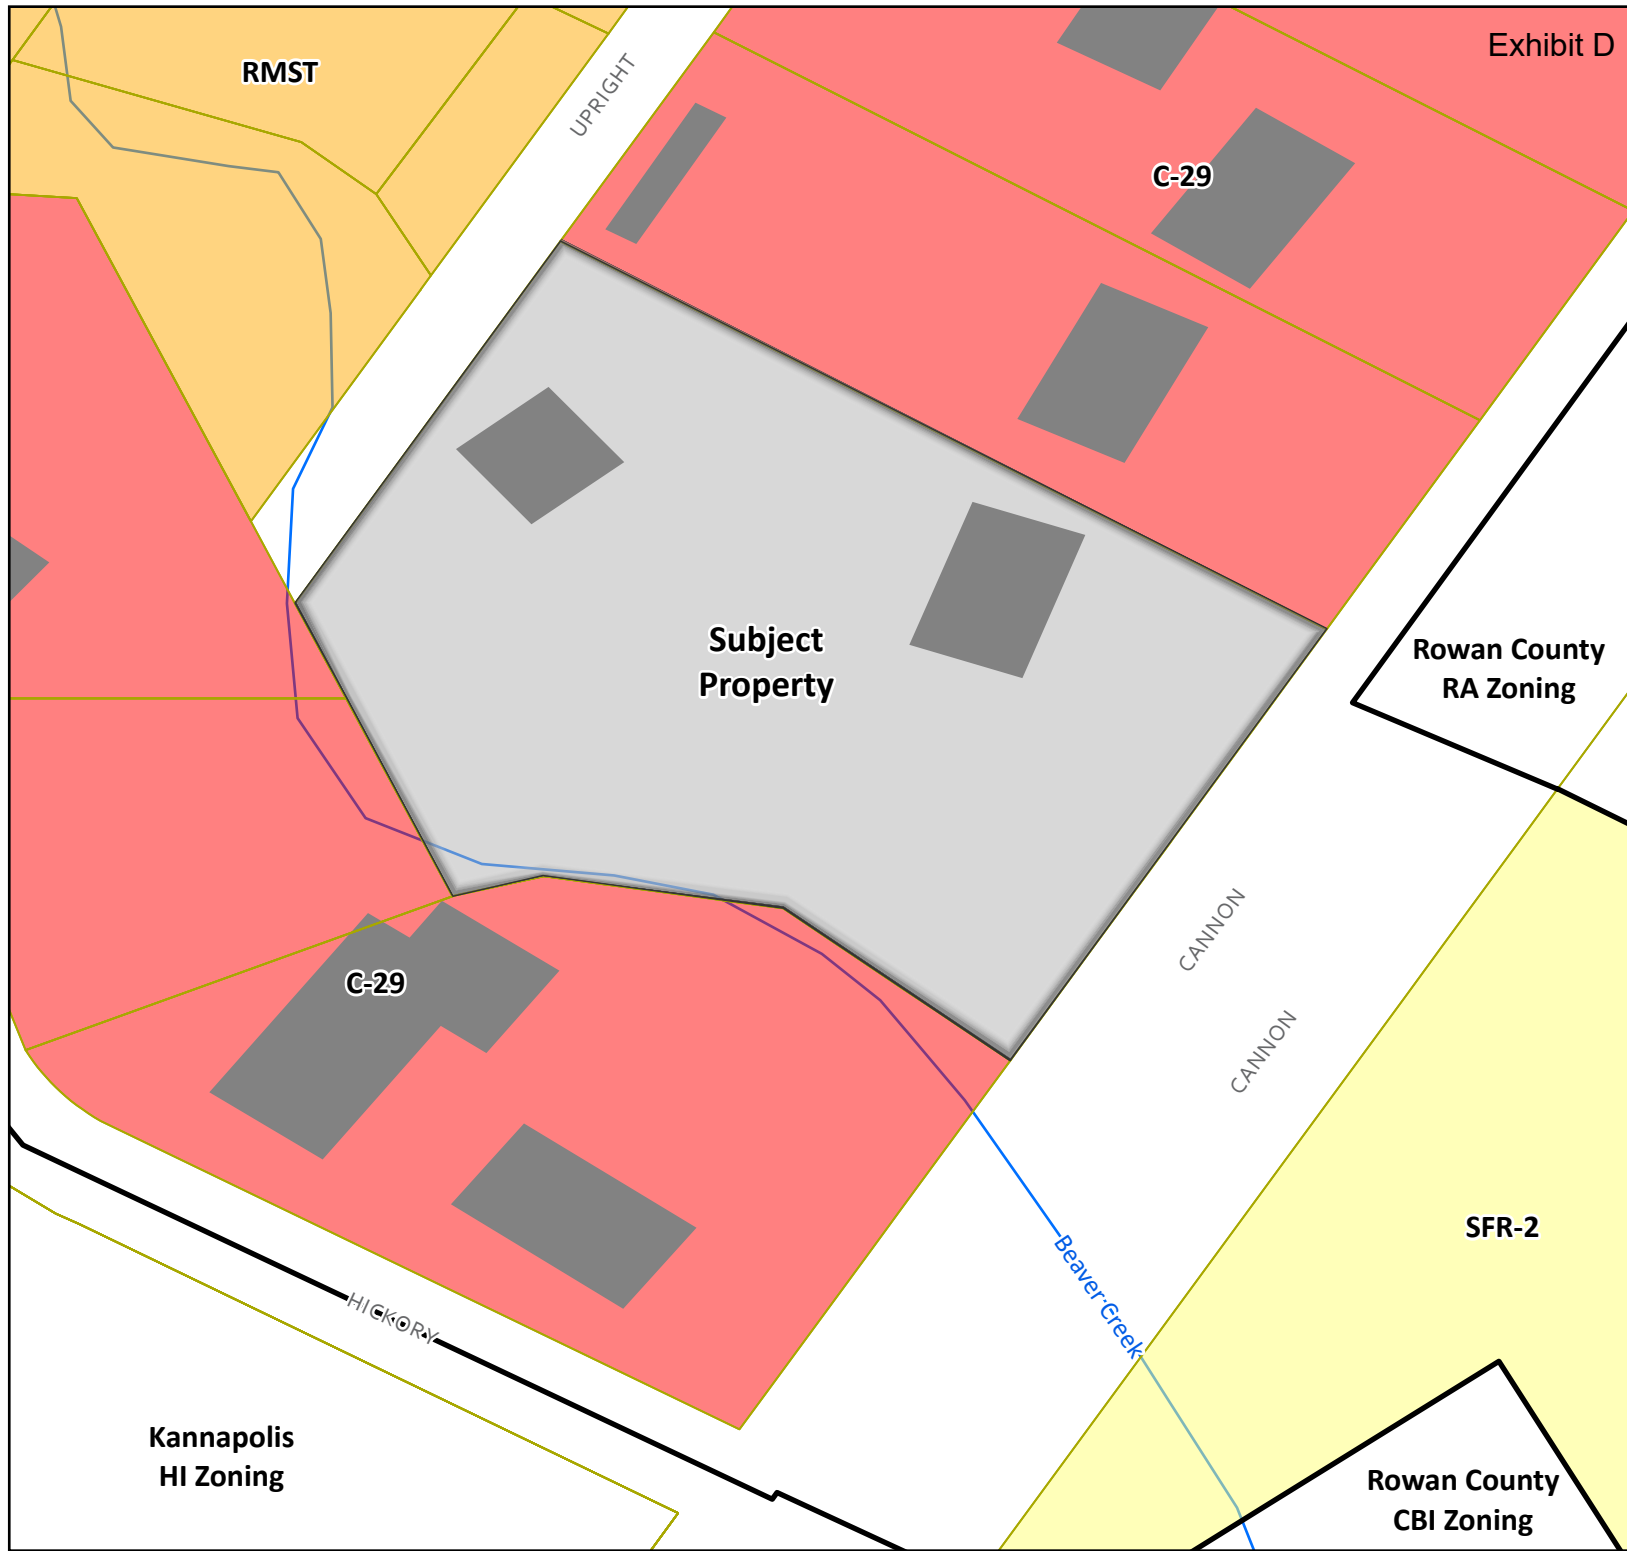 Exhibit D
RMST
UPRIGHT
C-29
Subject
Property
Rowan County
RA Zoning
CANNON
C-29
CANNON
SFR-2
Beaver Creek
HICKORY
Kannapolis
HI Zoning
Rowan County
CBI Zoning